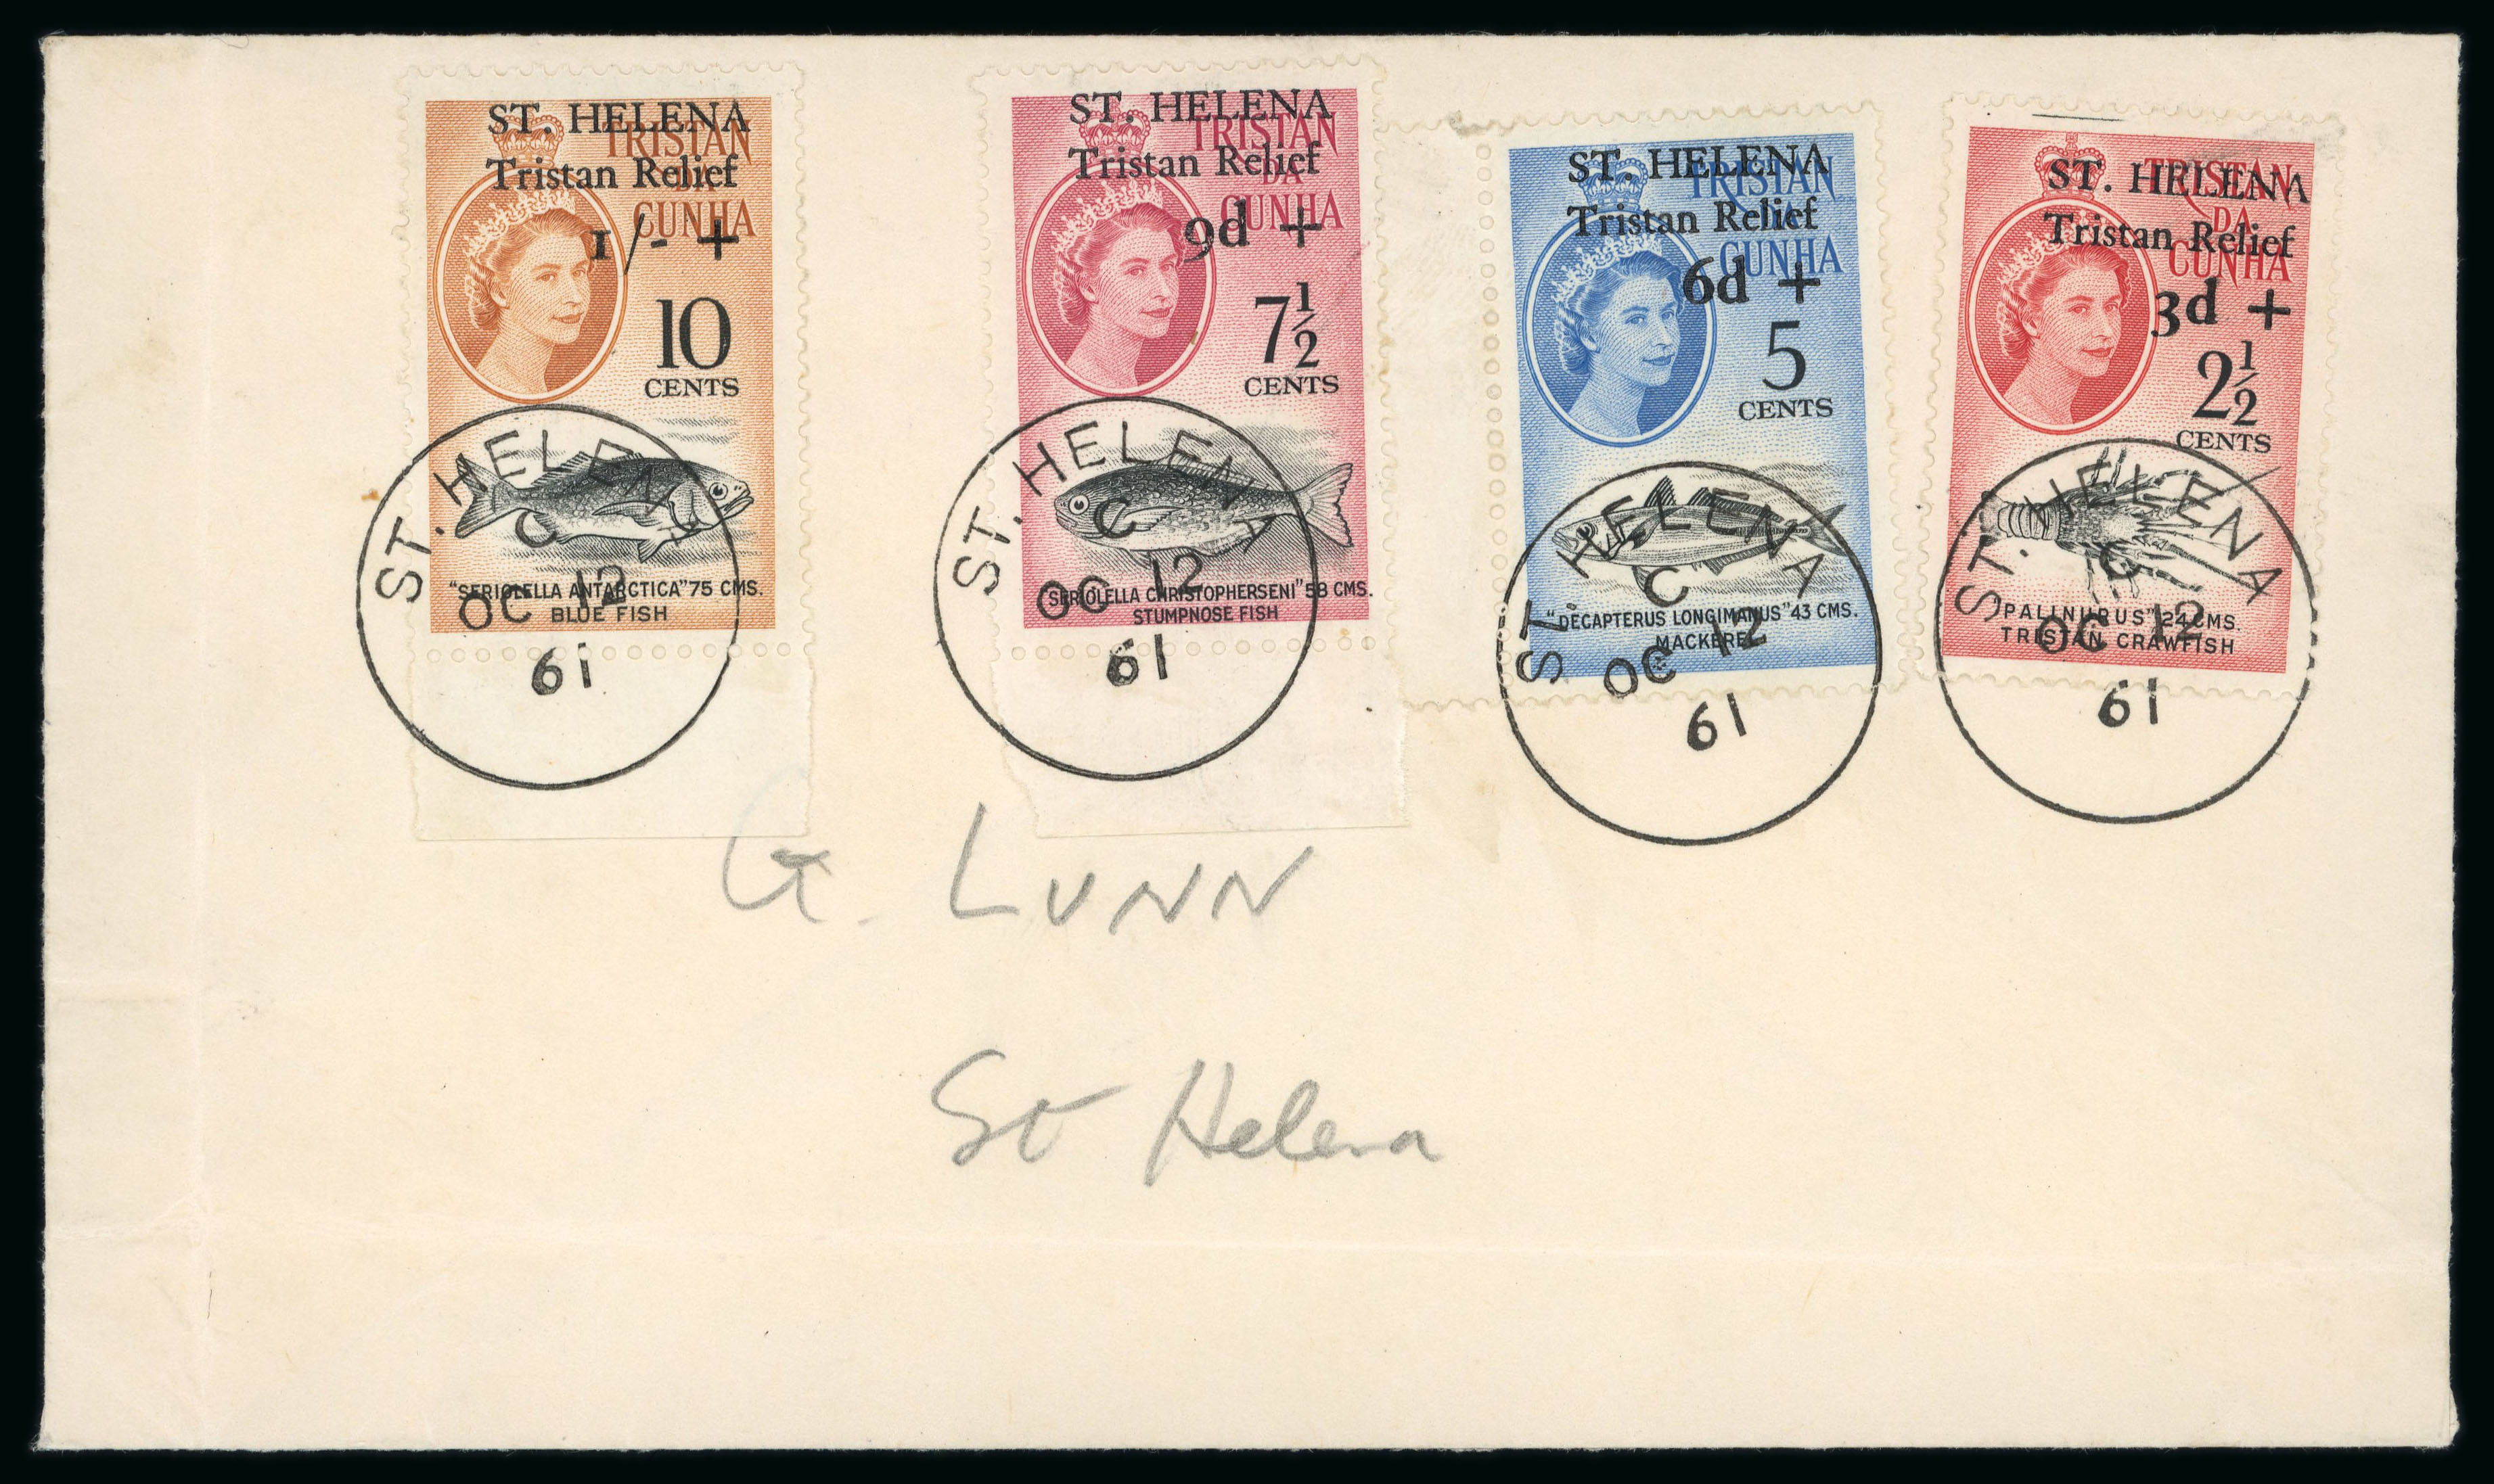 ST. HELENA
Tristan Relief
1/- +
TRISTAN
DA
CUNHA
10
CENTS
"SERIOLELLA ANTARCTICA" 75 CMS.
BLUE FISH
ST. HELENA
C
OC 12
61
ST. HELENA
Tristan Relief
9d +
TRISTAN
DA
CUNHA
7½
CENTS
"SERIOLELLA CHRISTOPHERSENI" 58 CMS.
STUMPNOSE FISH
ST. HELENA
C
OC 12
61
ST. HELENA
Tristan Relief
6d +
TRISTAN
DA
CUNHA
5
CENTS
"DECAPTERUS LONGIMANUS" 43 CMS.
MACKEREL
ST. HELENA
C
OC 12
61
ST. HELENA
Tristan Relief
3d +
TRISTAN
DA
CUNHA
2½
CENTS
"PALINURUS" 24 CMS.
TRISTAN CRAWFISH
ST. HELENA
C
OC 12
61
G. LUNN
St Helena